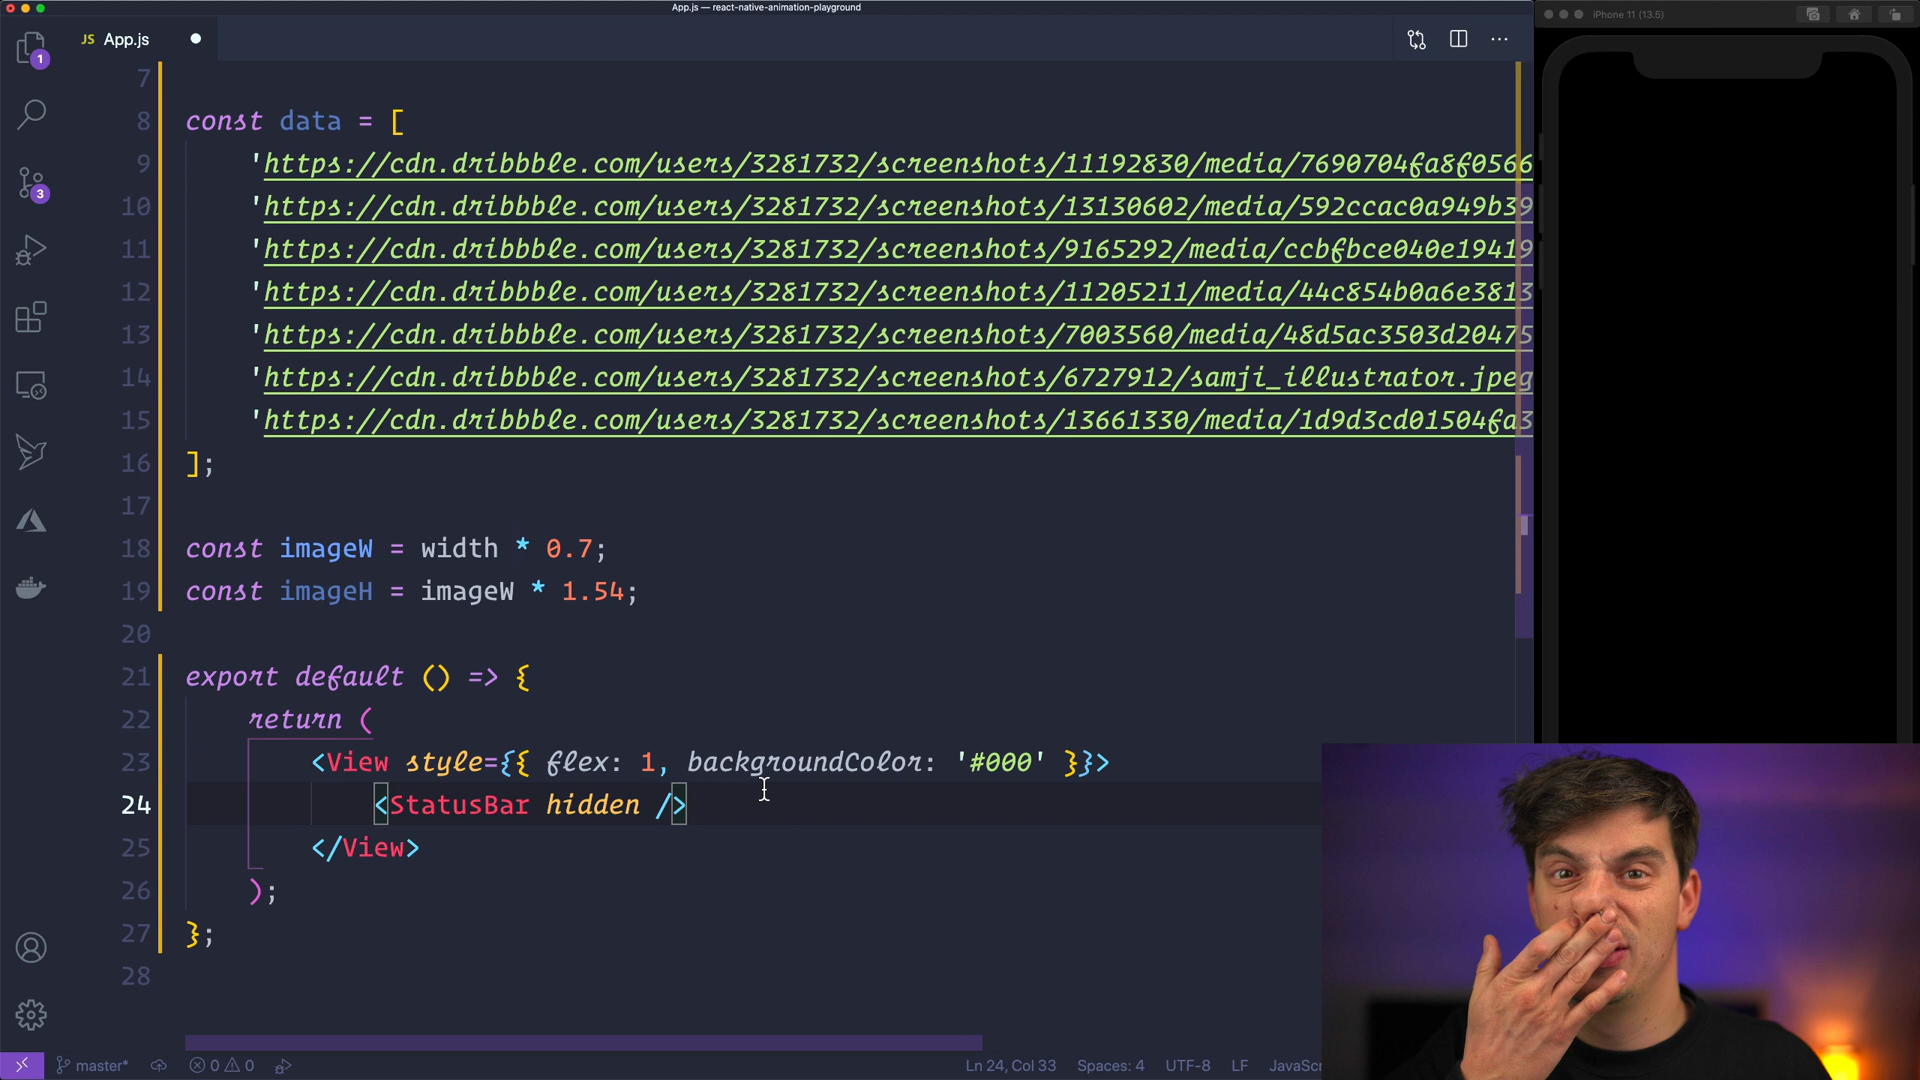 App.js — react-native-animation-playground
iPhone 11 (13.5)
JS App.js
1
3
7
8 const data = [
9 'https://cdn.dribbble.com/users/3281732/screenshots/11192830/media/7690704fa8f0566
10 'https://cdn.dribbble.com/users/3281732/screenshots/13130602/media/592ccac0a949b39
11 'https://cdn.dribbble.com/users/3281732/screenshots/9165292/media/ccbfbce040e19419
12 'https://cdn.dribbble.com/users/3281732/screenshots/11205211/media/44c854b0a6e3813
13 'https://cdn.dribbble.com/users/3281732/screenshots/7003560/media/48d5ac3503d20475
14 'https://cdn.dribbble.com/users/3281732/screenshots/6727912/samji_illustrator.jpeg
15 'https://cdn.dribbble.com/users/3281732/screenshots/13661330/media/1d9d3cd01504fa3
16 ];
17
18 const imageW = width * 0.7;
19 const imageH = imageW * 1.54;
20
21 export default () => {
22 return (
23 <View style={{ flex: 1, backgroundColor: '#000' }}>
24 <StatusBar hidden />
25 </View>
26 );
27 };
28
master* 0 0 Ln 24, Col 33 Spaces: 4 UTF-8 LF JavaScr